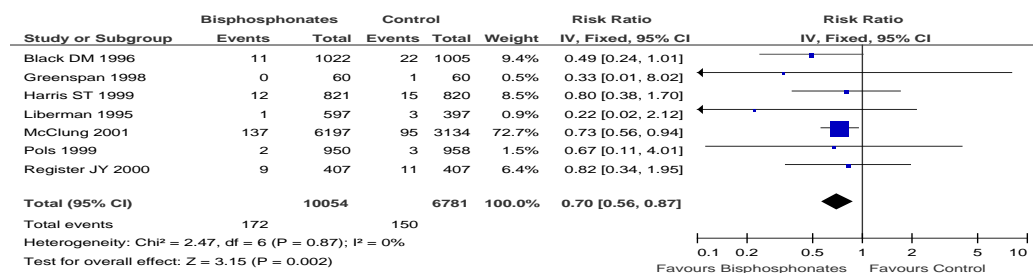 Bisphosphonates Control Risk Ratio Risk Ratio
Study or Subgroup Events Total Events Total Weight IV, Fixed, 95% CI IV, Fixed, 95% CI
Black DM 1996 11 1022 22 1005 9.4% 0.49 [0.24, 1.01]
Greenspan 1998 0 60 1 60 0.5% 0.33 [0.01, 8.02]
Harris ST 1999 12 821 15 820 8.5% 0.80 [0.38, 1.70]
Liberman 1995 1 597 3 397 0.9% 0.22 [0.02, 2.12]
McClung 2001 137 6197 95 3134 72.7% 0.73 [0.56, 0.94]
Pols 1999 2 950 3 958 1.5% 0.67 [0.11, 4.01]
Register JY 2000 9 407 11 407 6.4% 0.82 [0.34, 1.95]
Total (95% CI) 10054 6781 100.0% 0.70 [0.56, 0.87]
Total events 172 150
Heterogeneity: Chi² = 2.47, df = 6 (P = 0.87); I² = 0%
Test for overall effect: Z = 3.15 (P = 0.002)
0.1 0.2 0.5 1 2 5 10
Favours Bisphosphonates Favours Control